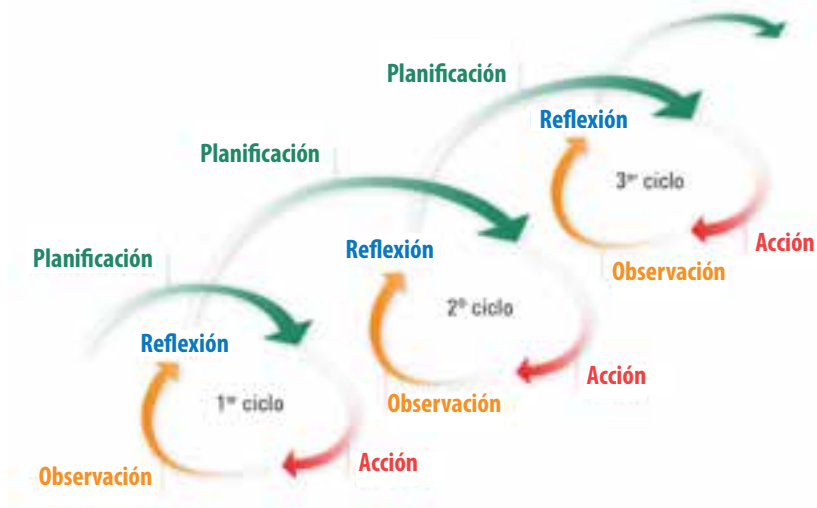 Planificación
Reflexión
1er ciclo
Acción
Observación
Planificación
Reflexión
2º ciclo
Acción
Observación
Planificación
Reflexión
3er ciclo
Acción
Observación